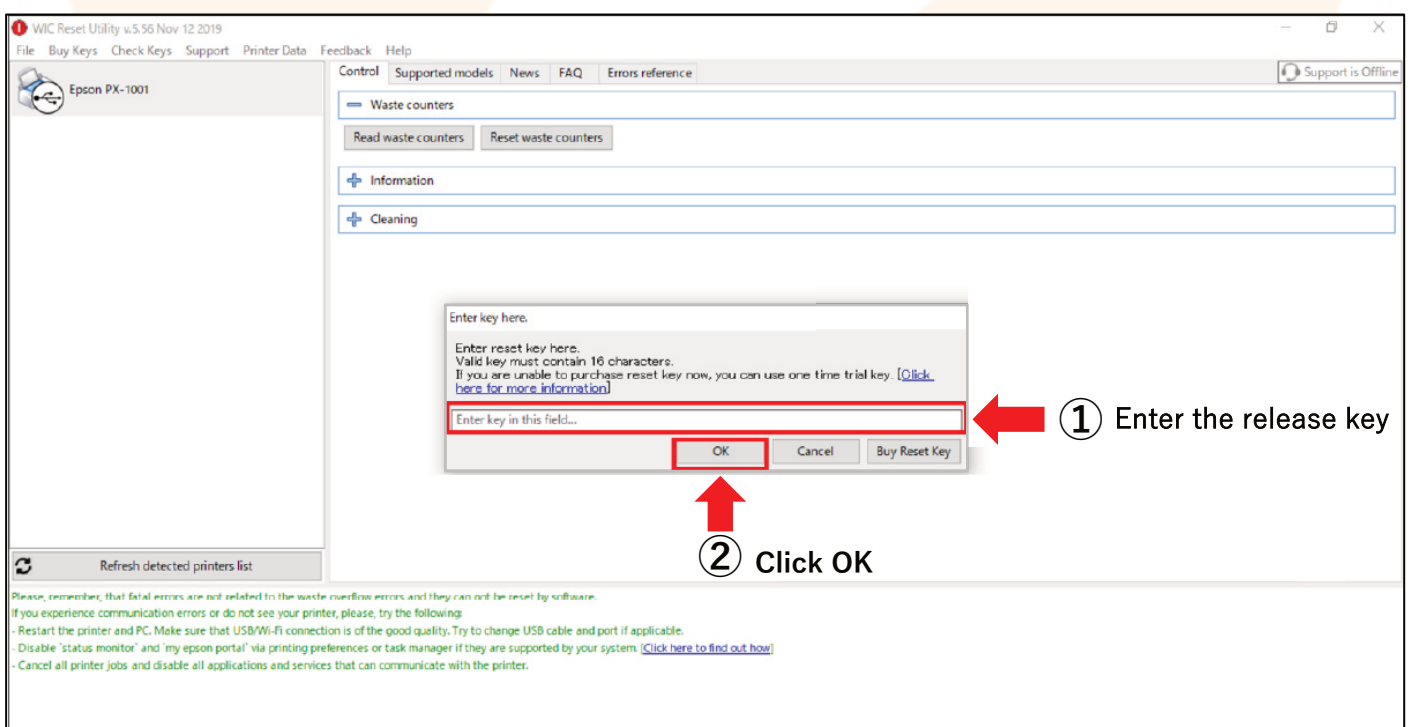 WIC Reset Utility v.5.56 Nov 12 2019
File Buy Keys Check Keys Support Printer Data Feedback Help
Epson PX-1001
Control Supported models News FAQ Errors reference
Support is Offline
Waste counters
Read waste counters Reset waste counters
Information
Cleaning
Enter key here.
Enter reset key here.
Valid key must contain 16 characters.
If you are unable to purchase reset key now, you can use one time trial key. [Click
here for more information]
Enter key in this field...
① Enter the release key
OK Cancel Buy Reset Key
② Click OK
Refresh detected printers list
Please, remember, that fatal errors are not related to the waste overflow errors and they can not be reset by software.
If you experience communication errors or do not see your printer, please, try the following:
- Restart the printer and PC. Make sure that USB/Wi-Fi connection is of the good quality. Try to change USB cable and port if applicable.
- Disable `status monitor` and `my epson portal` via printing preferences or task manager if they are supported by your system. [Click here to find out how]
- Cancel all printer jobs and disable all applications and services that can communicate with the printer.